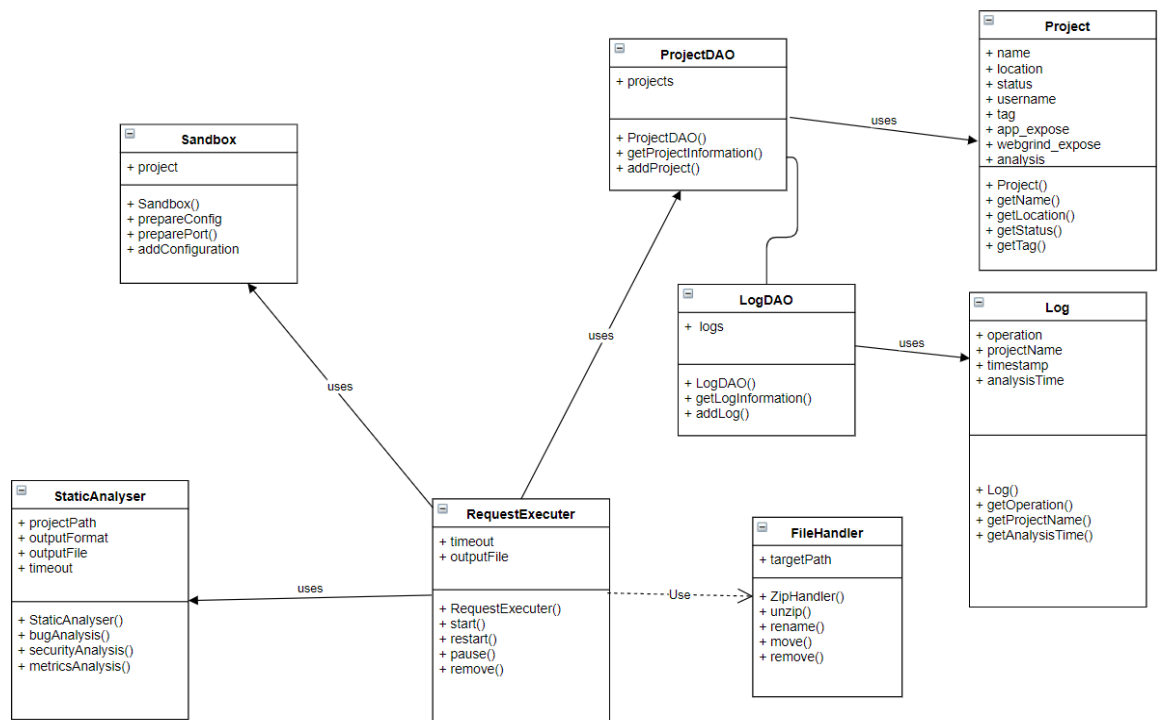 Project
+ name
+ location
+ status
+ username
+ tag
+ app_expose
+ webgrind_expose
+ analysis
+ Project()
+ getName()
+ getLocation()
+ getStatus()
+ getTag()
ProjectDAO
+ projects
+ ProjectDAO()
+ getProjectInformation()
+ addProject()
uses
Sandbox
+ project
+ Sandbox()
+ prepareConfig
+ preparePort()
+ addConfiguration
LogDAO
+ logs
+ LogDAO()
+ getLogInformation()
+ addLog()
uses
Log
+ operation
+ projectName
+ timestamp
+ analysisTime
+ Log()
+ getOperation()
+ getProjectName()
+ getAnalysisTime()
uses
uses
StaticAnalyser
+ projectPath
+ outputFormat
+ outputFile
+ timeout
+ StaticAnalyser()
+ bugAnalysis()
+ securityAnalysis()
+ metricsAnalysis()
uses
RequestExecuter
+ timeout
+ outputFile
+ RequestExecuter()
+ start()
+ restart()
+ pause()
+ remove()
Use
FileHandler
+ targetPath
+ ZipHandler()
+ unzip()
+ rename()
+ move()
+ remove()